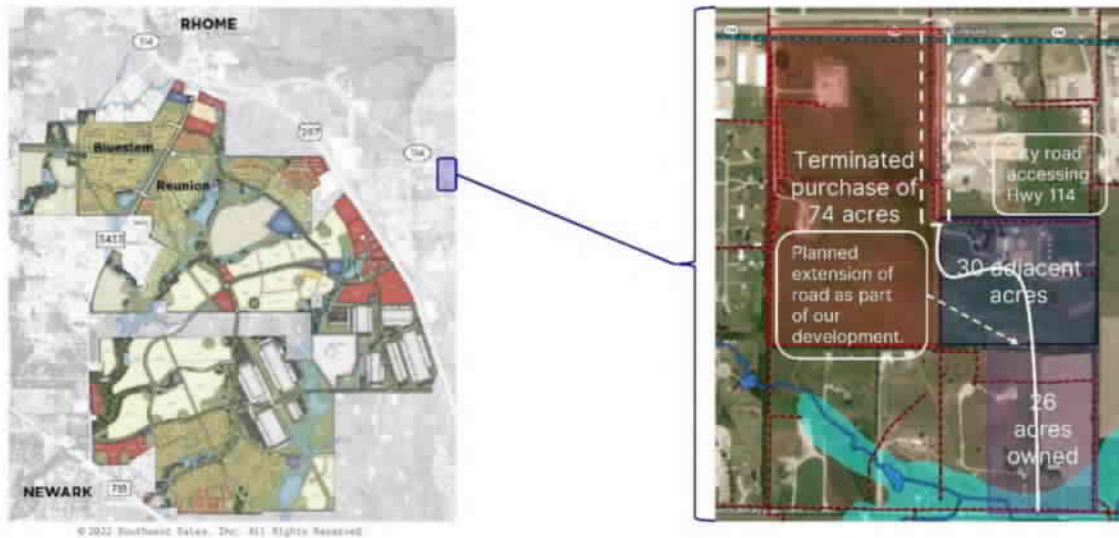 RHOME
114
287
114
Bluestem
Reunion
NEWARK
718
© 2022 Southwest Sales, Inc. All Rights Reserved
Terminated
purchase of
74 acres
road
accessing
Hwy 114
Planned
extension of
road as part
of our
development.
30 adjacent
acres
26
acres
owned